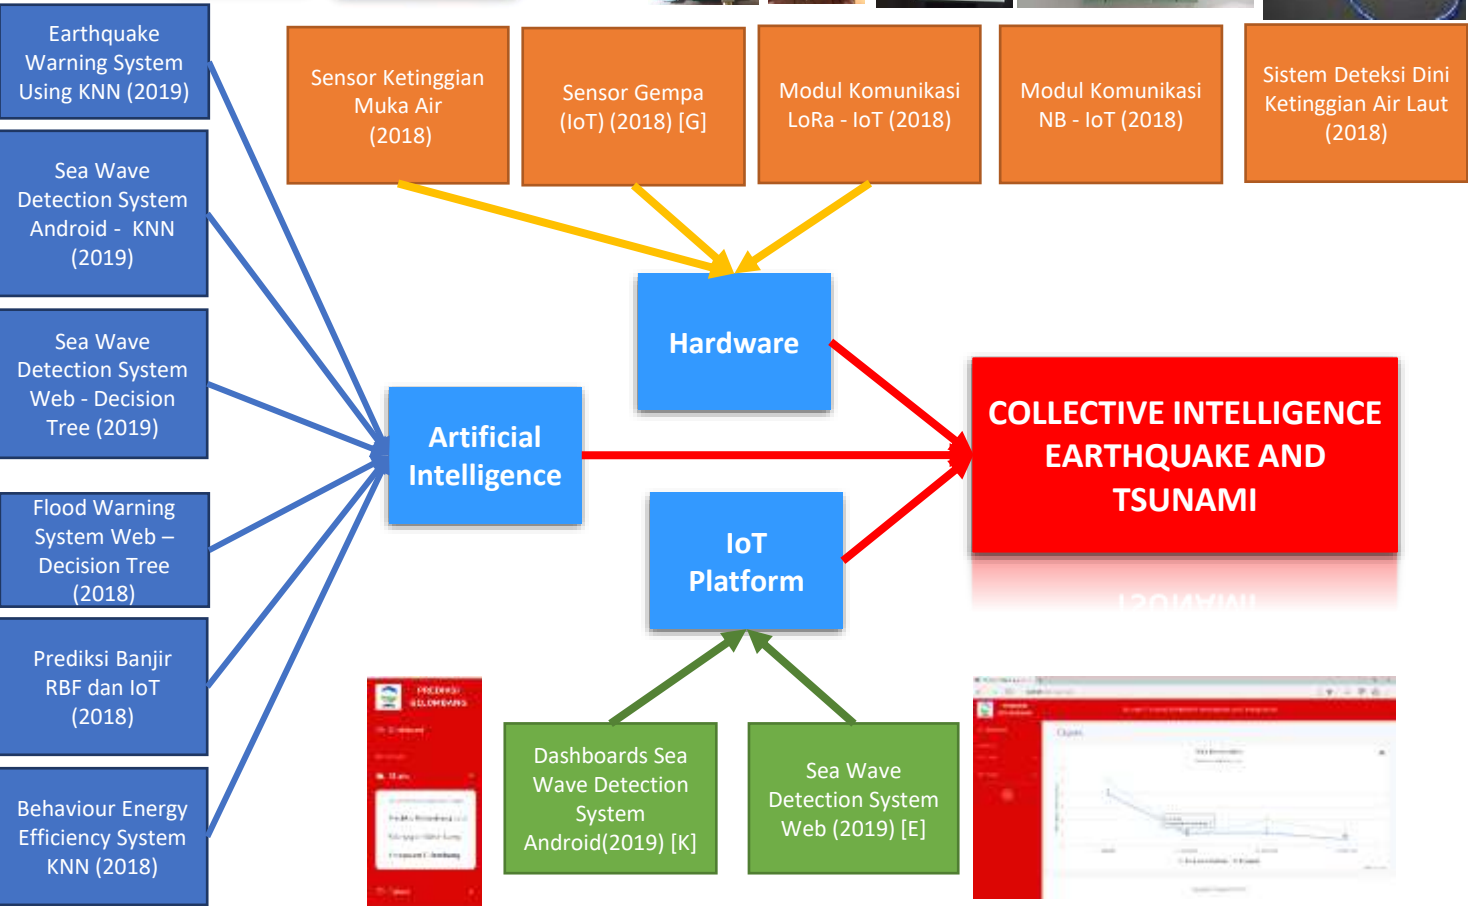 Earthquake
Warning System
Using KNN (2019)
Sensor Ketinggian
Muka Air
(2018)
Sensor Gempa
(IoT) (2018) [G]
Modul Komunikasi
LoRa - IoT (2018)
Modul Komunikasi
NB - IoT (2018)
Sistem Deteksi Dini
Ketinggian Air Laut
(2018)
Sea Wave
Detection System
Android - KNN
(2019)
Sea Wave
Detection System
Web - Decision
Tree (2019)
Flood Warning
System Web –
Decision Tree
(2018)
Prediksi Banjir
RBF dan IoT
(2018)
Behaviour Energy
Efficiency System
KNN (2018)
Hardware
Artificial
Intelligence
IoT
Platform
COLLECTIVE INTELLIGENCE
EARTHQUAKE AND
TSUNAMI
PREDIKSI
GELOMBANG
Dashboards Sea
Wave Detection
System
Android(2019) [K]
Sea Wave
Detection System
Web (2019) [E]